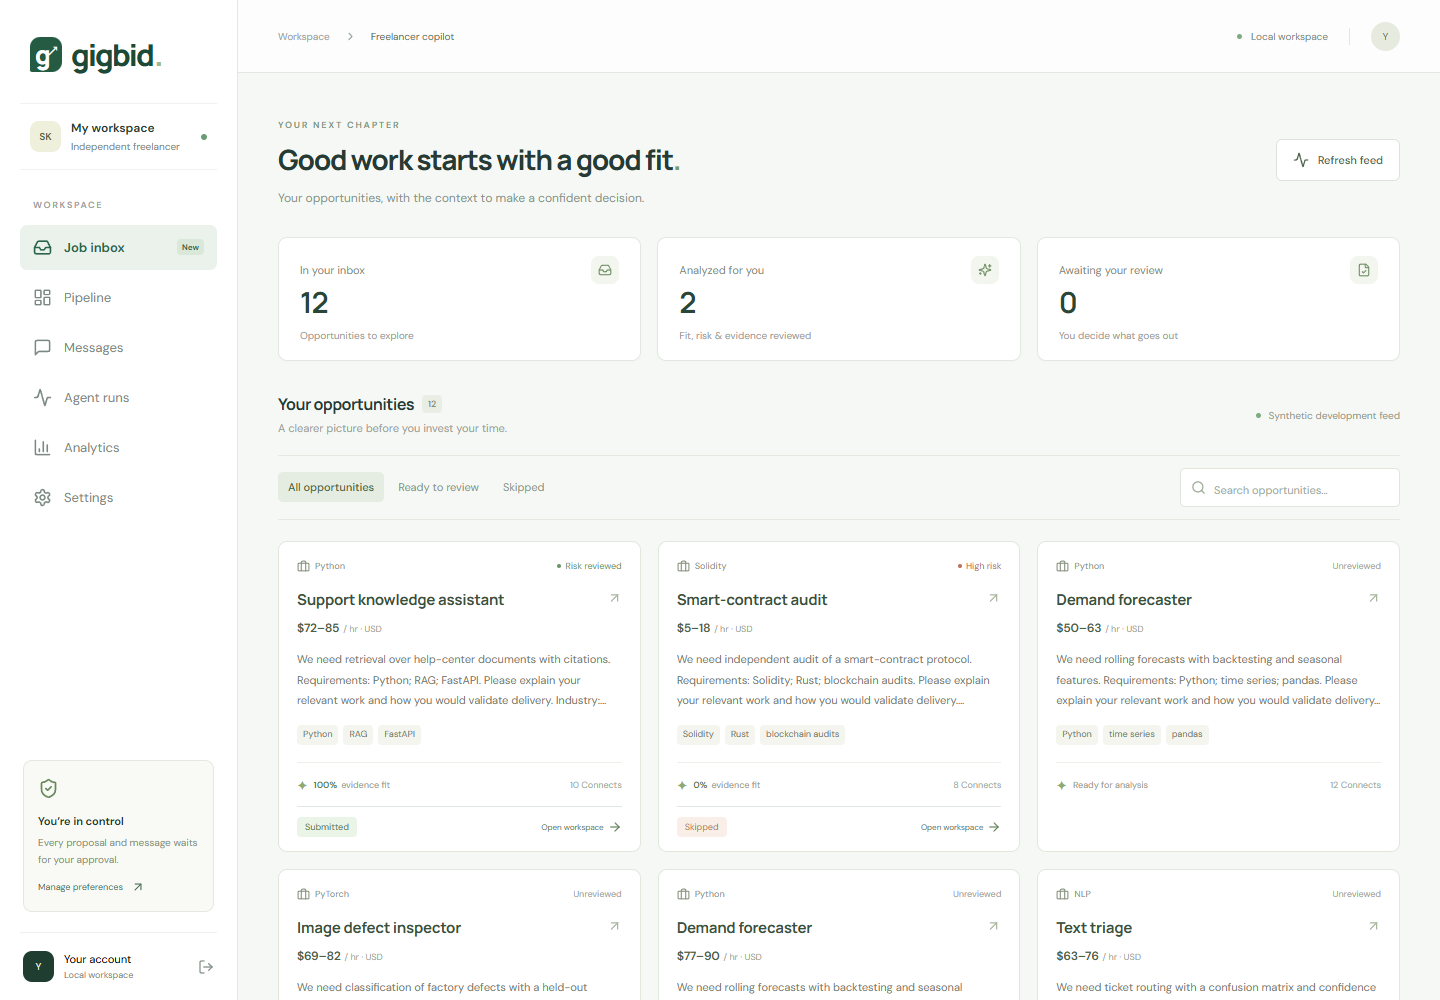 gigbid.
SK
My workspace
Independent freelancer
WORKSPACE
Job inbox
New
Pipeline
Messages
Agent runs
Analytics
Settings
You're in control
Every proposal and message waits
for your approval.
Manage preferences
Y
Your account
Local workspace
Workspace
Freelancer copilot
Local workspace
Y
YOUR NEXT CHAPTER
Good work starts with a good fit.
Your opportunities, with the context to make a confident decision.
Refresh feed
In your inbox
12
Opportunities to explore
Analyzed for you
2
Fit, risk & evidence reviewed
Awaiting your review
0
You decide what goes out
Your opportunities 12
A clearer picture before you invest your time.
Synthetic development feed
All opportunities
Ready to review
Skipped
Search opportunities...
Python
Risk reviewed
Support knowledge assistant
$72–85 / hr · USD
We need retrieval over help-center documents with citations.
Requirements: Python; RAG; FastAPI. Please explain your
relevant work and how you would validate delivery. Industry:...
Python
RAG
FastAPI
100% evidence fit
10 Connects
Submitted
Open workspace
Solidity
High risk
Smart-contract audit
$5–18 / hr · USD
We need independent audit of a smart-contract protocol.
Requirements: Solidity; Rust; blockchain audits. Please explain
your relevant work and how you would validate delivery....
Solidity
Rust
blockchain audits
0% evidence fit
8 Connects
Skipped
Open workspace
Python
Unreviewed
Demand forecaster
$50–63 / hr · USD
We need rolling forecasts with backtesting and seasonal
features. Requirements: Python; time series; pandas. Please
explain your relevant work and how you would validate delivery...
Python
time series
pandas
Ready for analysis
12 Connects
PyTorch
Unreviewed
Image defect inspector
$69–82 / hr · USD
We need classification of factory defects with a held-out
Python
Unreviewed
Demand forecaster
$77–90 / hr · USD
We need rolling forecasts with backtesting and seasonal
NLP
Unreviewed
Text triage
$63–76 / hr · USD
We need ticket routing with a confusion matrix and confidence